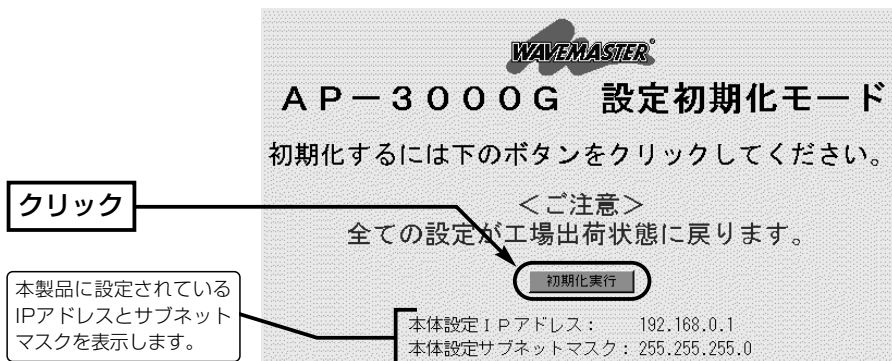 WAVEMASTER®
AP－3000G　設定初期化モード
初期化するには下のボタンをクリックしてください。
クリック
＜ご注意＞
全ての設定が工場出荷状態に戻ります。
初期化実行
本製品に設定されている
IPアドレスとサブネット
マスクを表示します。
本体設定ＩＰアドレス： 192.168.0.1
本体設定サブネットマスク： 255.255.255.0